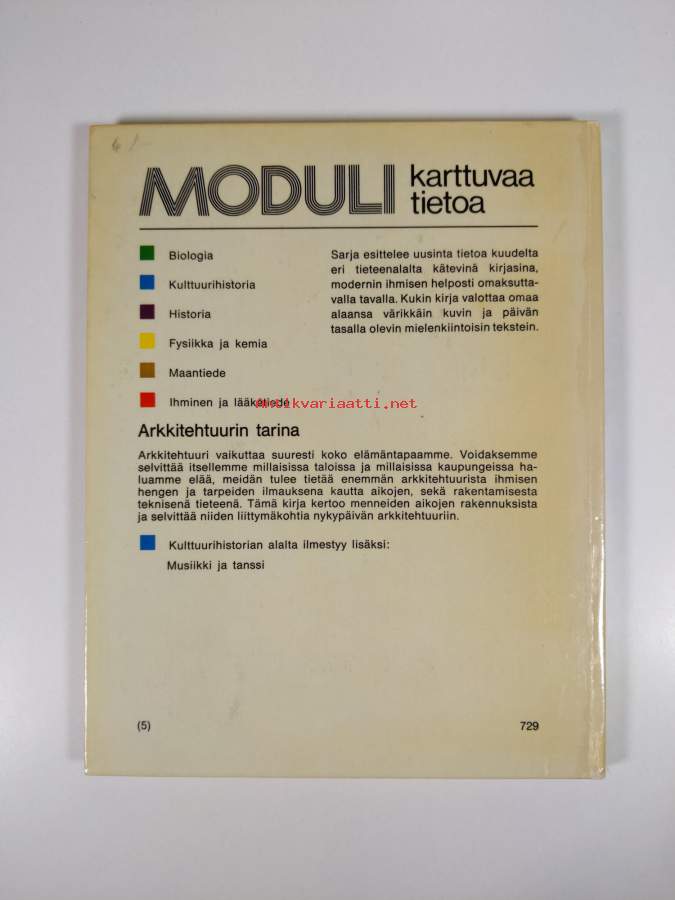 MODULI karttuvaa
tietoa
Biologia
Kulttuurihistoria
Historia
Fysiikka ja kemia
Maantiede
Ihminen ja lääketiede
Sarja esittelee uusinta tietoa kuudelta
eri tieteenalalta kätevinä kirjasina,
modernin ihmisen helposti omaksutta-
valla tavalla. Kukin kirja valottaa omaa
alaansa värikkäin kuvin ja päivän
tasalla olevin mielenkiintoisin tekstein.
antikvariaatti.net
Arkkitehtuurin tarina
Arkkitehtuuri vaikuttaa suuresti koko elämäntapaamme. Voidaksemme
selvittää itsellemme millaisissa taloissa ja millaisissa kaupungeissa ha-
luamme elää, meidän tulee tietää enemmän arkkitehtuurista ihmisen
hengen ja tarpeiden ilmauksena kautta aikojen, sekä rakentamisesta
teknisenä tieteenä. Tämä kirja kertoo menneiden aikojen rakennuksista
ja selvittää niiden liittymäkohtia nykypäivän arkkitehtuuriin.
Kulttuurihistorian alalta ilmestyy lisäksi:
Musiikki ja tanssi
(5)
729